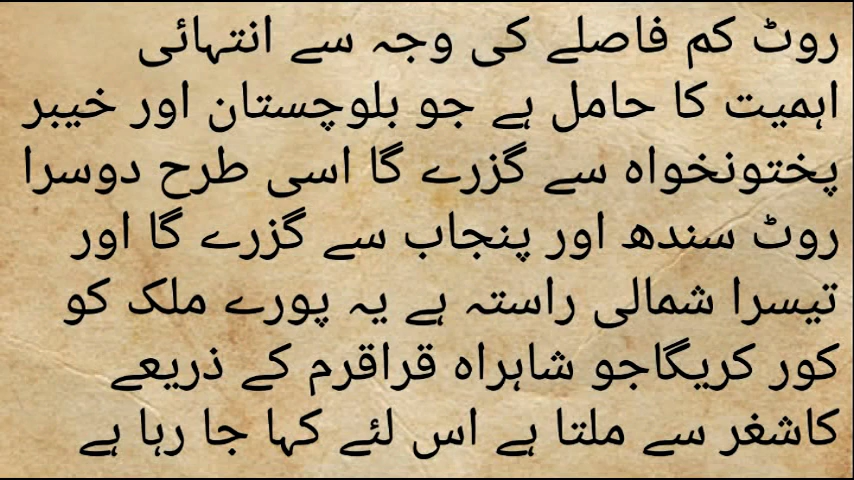 روٹ کم فاصلے کی وجہ سے انتہائی
اہمیت کا حامل ہے جو بلوچستان اور خیبر
پختونخواہ سے گزرے گا اسی طرح دوسرا
روٹ سندھ اور پنجاب سے گزرے گا اور
تیسرا شمالی راستہ ہے یہ پورے ملک کو
کور کریگاجو شاہراہ قراقرم کے ذریعے
کاشغر سے ملتا ہے اس لئے کہا جا رہا ہے